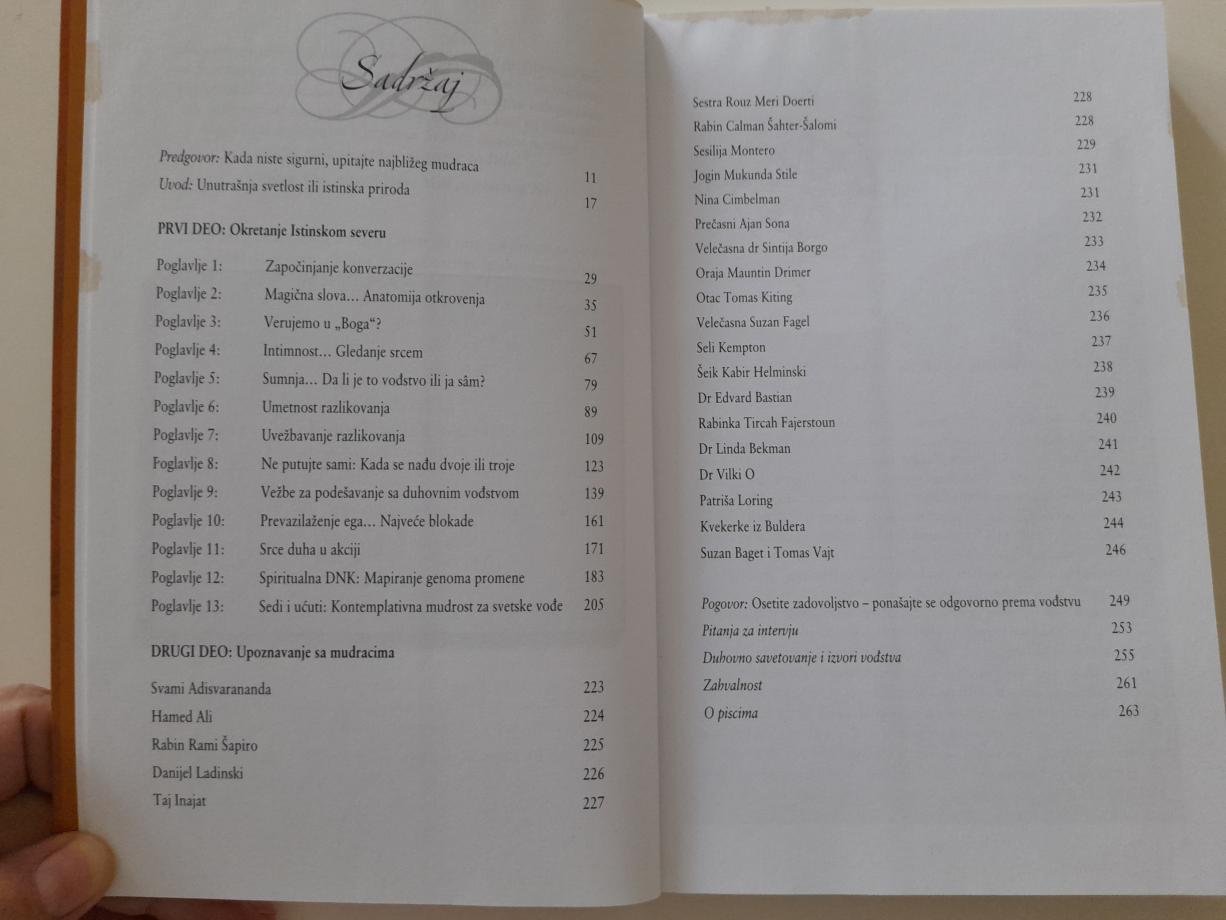 Sadržaj
Predgovor: Kada niste sigurni, upitajte najbližeg mudraca 11
Uvod: Unutrašnja svetlost ili istinska priroda 17
PRVI DEO: Okretanje Istinskom severu
Poglavlje 1: Započinjanje konverzacije 29
Poglavlje 2: Magična slova... Anatomija otkrovenja 35
Poglavlje 3: Verujemo u „Boga“? 51
Poglavlje 4: Intimnost... Gledanje srcem 67
Poglavlje 5: Sumnja... Da li je to vođstvo ili ja sâm? 79
Poglavlje 6: Umetnost razlikovanja 89
Poglavlje 7: Uvežbavanje razlikovanja 109
Foglavlje 8: Ne putujte sami: Kada se nađu dvoje ili troje 123
Poglavlje 9: Vežbe za podešavanje sa duhovnim vođstvom 139
Poglavlje 10: Prevazilaženje ega... Najveće blokade 161
Poglavlje 11: Srce duha u akciji 171
Poglavlje 12: Spiritualna DNK: Mapiranje genoma promene 183
Poglavlje 13: Sedi i ućuti: Kontemplativna mudrost za svetske vođe 205
DRUGI DEO: Upoznavanje sa mudracima
Svami Adisvarananda 223
Hamed Ali 224
Rabin Rami Šapiro 225
Danijel Ladinski 226
Taj Inajat 227
Sestra Rouz Meri Doerti 228
Rabin Calman Šahter-Šalomi 228
Sesilija Montero 229
Jogin Mukunda Stile 231
Nina Cimbelman 231
Prečasni Ajan Sona 232
Velečasna dr Sintija Borgo 233
Oraja Mauntin Drimer 234
Otac Tomas Kiting 235
Velečasna Suzan Fagel 236
Seli Kempton 237
Šeik Kabir Helminski 238
Dr Edvard Bastian 239
Rabinka Tircah Fajerstoun 240
Dr Linda Bekman 241
Dr Vilki O 242
Patriša Loring 243
Kvekerke iz Buldera 244
Suzan Baget i Tomas Vajt 246
Pogovor: Osetite zadovoljstvo – ponašajte se odgovorno prema vođstvu 249
Pitanja za intervju 253
Duhovno savetovanje i izvori vođstva 255
Zahvalnost 261
O piscima 263